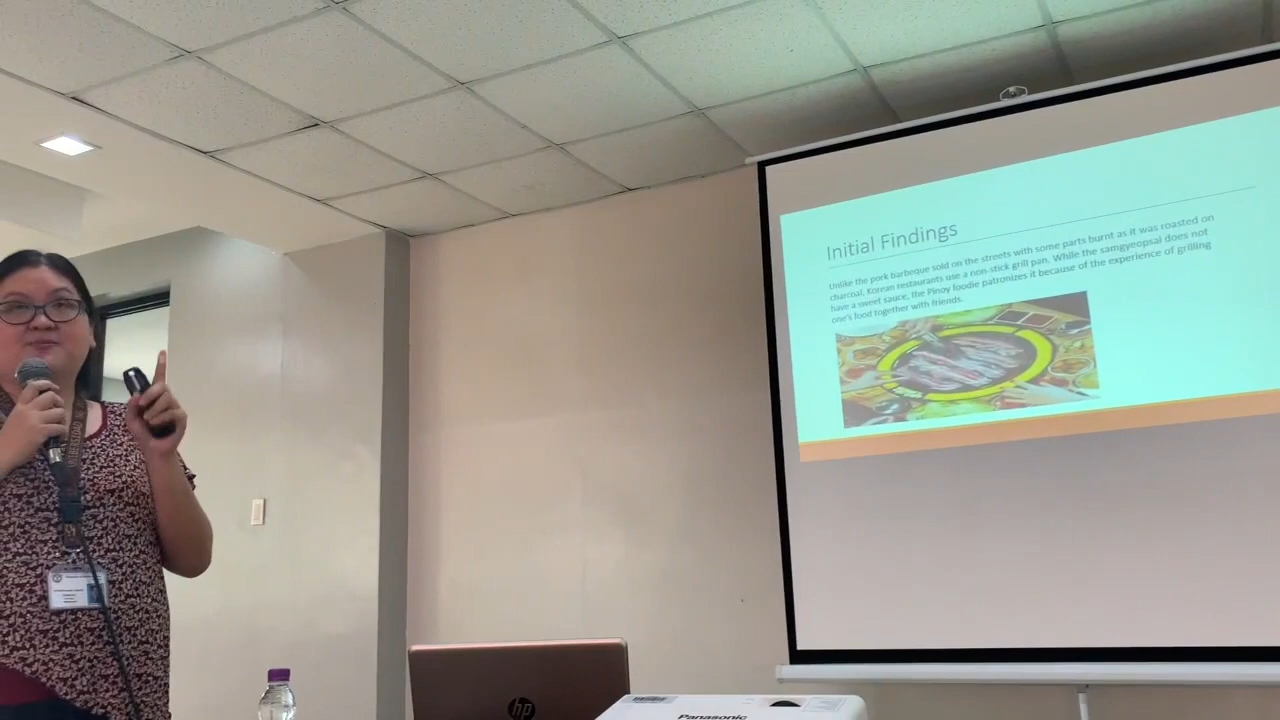 Initial Findings
Unlike the pork barbeque sold on the streets with some parts burnt as it was roasted on
charcoal, Korean restaurants use a non-stick grill pan. While the samgyeopsal does not
have a sweet sauce, the Pinoy foodie patronizes it because of the experience of grilling
one's food together with friends.
hp
Panasonic